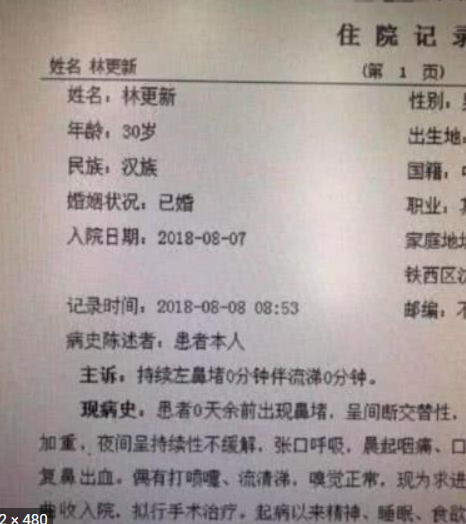 住院记录
姓名 林更新
(第 1 页)
姓名:林更新
性别:
年龄:30岁
出生地:
民族:汉族
国籍:
婚姻状况:已婚
职业:
入院日期:2018-08-07
家庭地址
铁西区
记录时间:2018-08-08 08:53
邮编:
病史陈述者:患者本人
主诉:持续左鼻堵0分钟伴流涕0分钟。
现病史:患者0天余前出现鼻堵,呈间断交替性,
加重,夜间呈持续性不缓解,张口呼吸,晨起咽痛、口
复鼻出血。偶有打喷嚏、流清涕,嗅觉正常,现为求进
收入院,拟行手术治疗。起病以来精神、睡眠、食欲
2 × 480